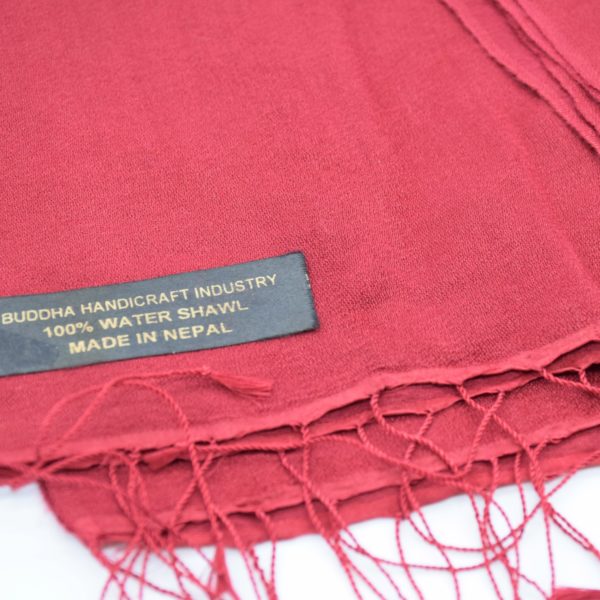 BUDDHA HANDICRAFT INDUSTRY
100% WATER SHAWL
MADE IN NEPAL